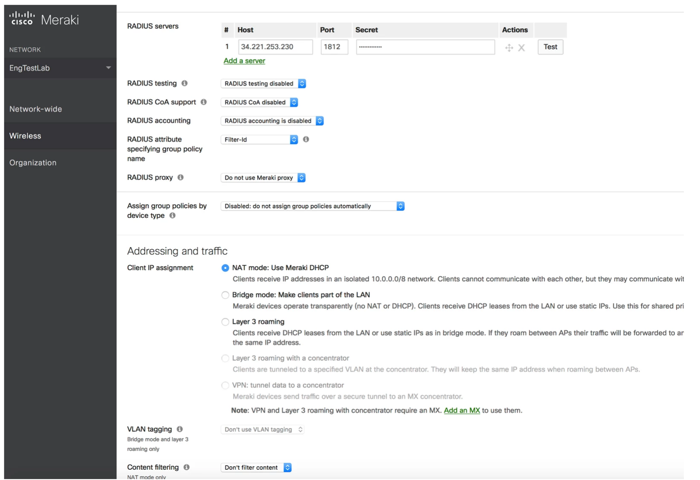 CISCO Meraki
NETWORK
EngTestLab
Network-wide
Wireless
Organization
RADIUS servers
# Host Port Secret Actions
1 34.221.253.230 1812 ············ Test
Add a server
RADIUS testing RADIUS testing disabled
RADIUS CoA support RADIUS CoA disabled
RADIUS accounting RADIUS accounting is disabled
RADIUS attribute Filter-Id
specifying group policy
name
RADIUS proxy Do not use Meraki proxy
Assign group policies by Disabled: do not assign group policies automatically
device type
Addressing and traffic
Client IP assignment NAT mode: Use Meraki DHCP
Clients receive IP addresses in an isolated 10.0.0.0/8 network. Clients cannot communicate with each other, but they may communicate wit
Bridge mode: Make clients part of the LAN
Meraki devices operate transparently (no NAT or DHCP). Clients receive DHCP leases from the LAN or use static IPs. Use this for shared pri
Layer 3 roaming
Clients receive DHCP leases from the LAN or use static IPs as in bridge mode. If they roam between APs their traffic will be forwarded to an
the same IP address.
Layer 3 roaming with a concentrator
Clients are tunneled to a specified VLAN at the concentrator. They will keep the same IP address when roaming between APs.
VPN: tunnel data to a concentrator
Meraki devices send traffic over a secure tunnel to an MX concentrator.
Note: VPN and Layer 3 roaming with concentrator require an MX. Add an MX to use them.
VLAN tagging Don't use VLAN tagging
Bridge mode and layer 3
roaming only
Content filtering Don't filter content
NAT mode only